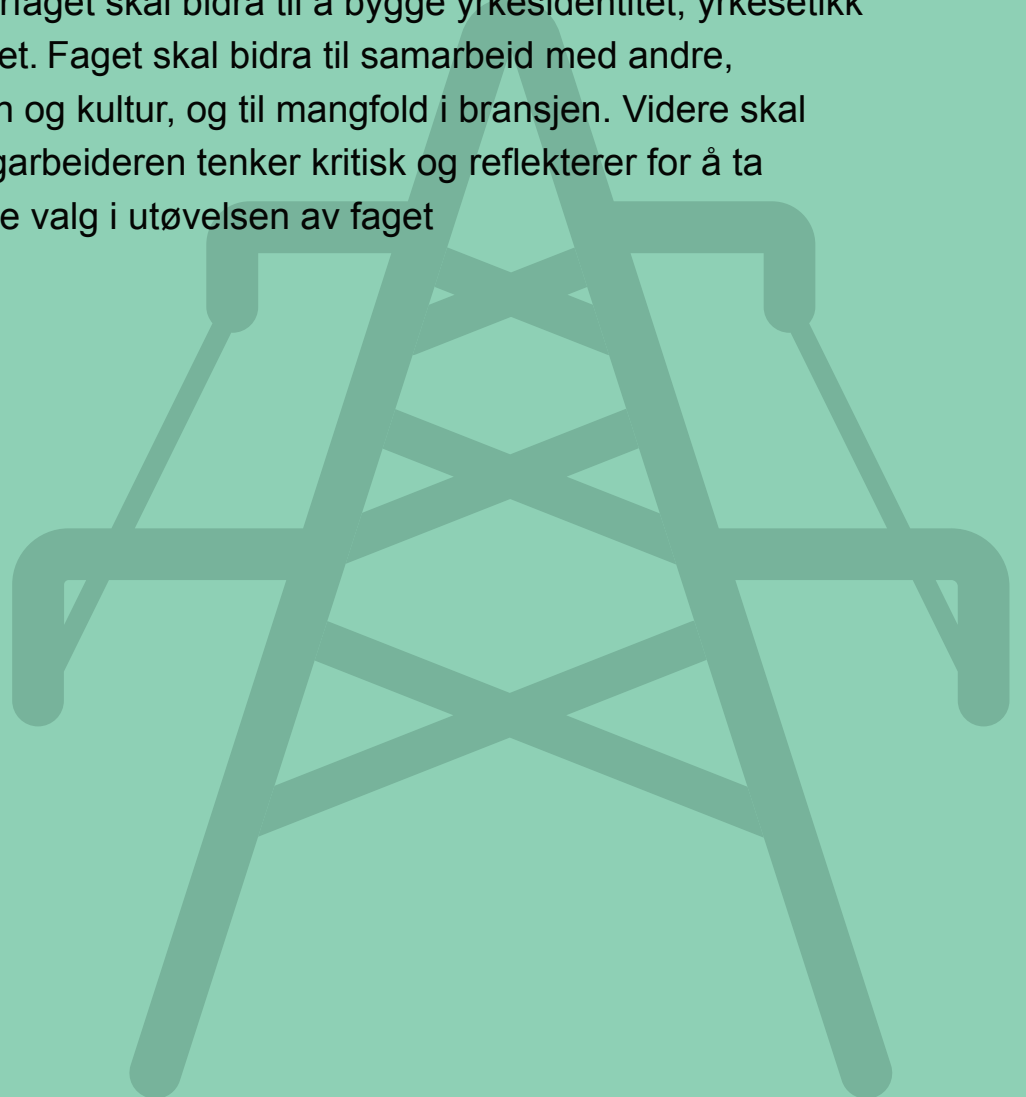 rfaget skal bidra til å bygge yrkesidentitet, yrkesetikk
et. Faget skal bidra til samarbeid med andre,
n og kultur, og til mangfold i bransjen. Videre skal
garbeideren tenker kritisk og reflekterer for å ta
e valg i utøvelsen av faget